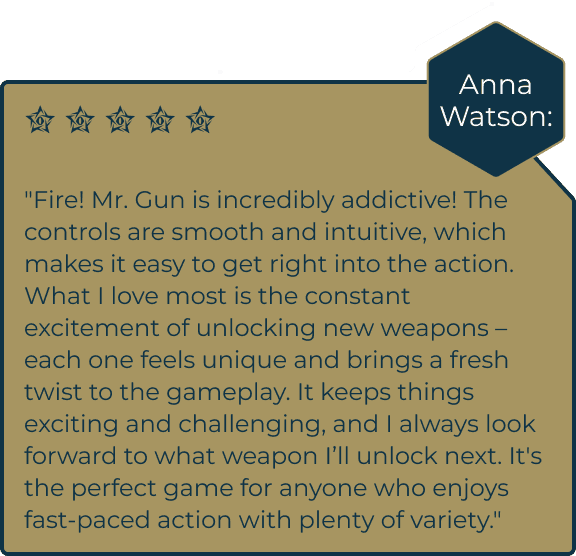 Anna
Watson:
"Fire! Mr. Gun is incredibly addictive! The
controls are smooth and intuitive, which
makes it easy to get right into the action.
What I love most is the constant
excitement of unlocking new weapons –
each one feels unique and brings a fresh
twist to the gameplay. It keeps things
exciting and challenging, and I always look
forward to what weapon I’ll unlock next. It's
the perfect game for anyone who enjoys
fast-paced action with plenty of variety."